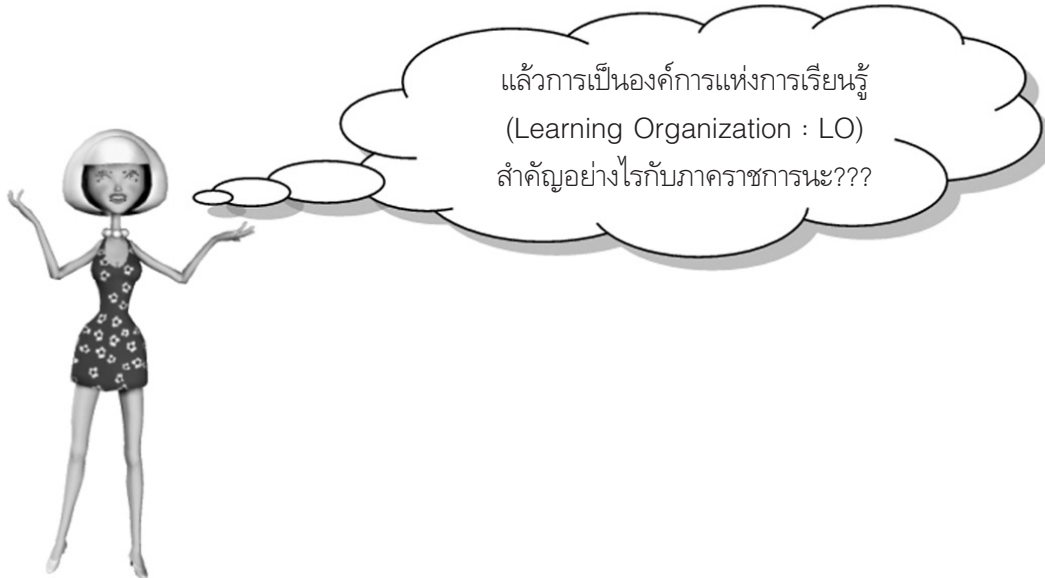 แล้วการเป็นองค์การแห่งการเรียนรู้
(Learning Organization : LO)
สำคัญอย่างไรกับภาคราชการนะ???